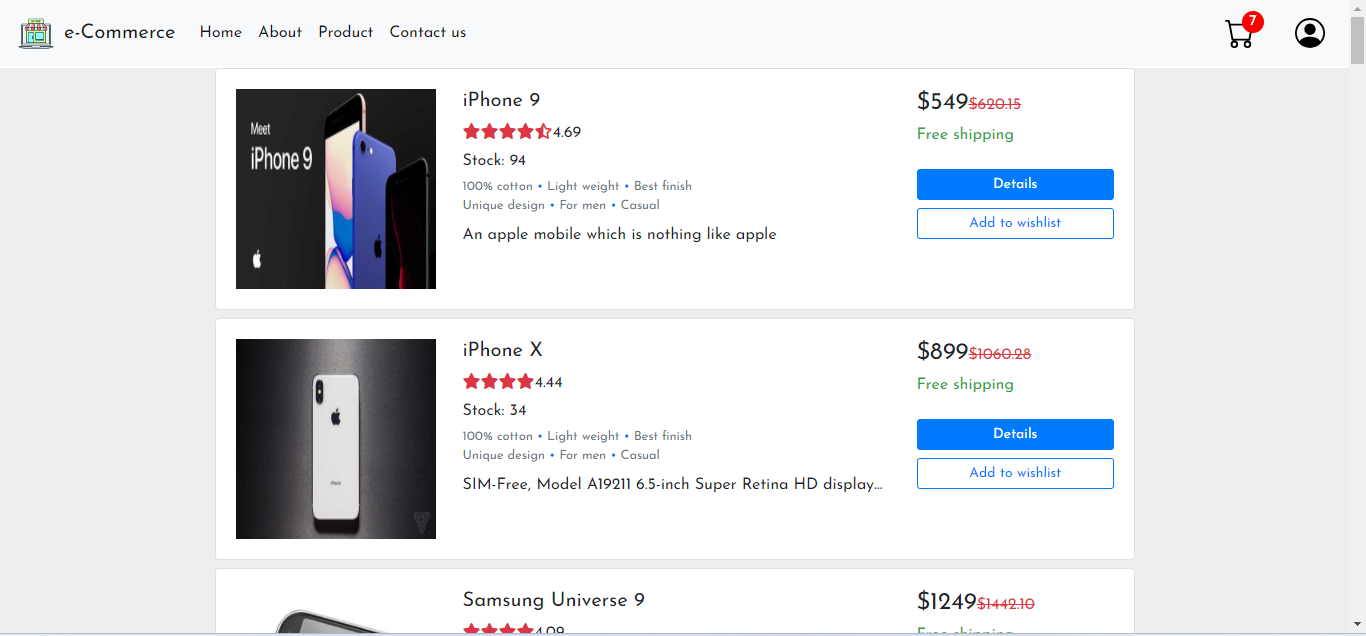 e-Commerce Home About Product Contact us 7
Meet
iPhone 9
iPhone 9
4.69
Stock: 94
100% cotton • Light weight • Best finish
Unique design • For men • Casual
An apple mobile which is nothing like apple
$549$620.15
Free shipping
Details
Add to wishlist
iPhone X
4.44
Stock: 34
100% cotton • Light weight • Best finish
Unique design • For men • Casual
SIM-Free, Model A19211 6.5-inch Super Retina HD display...
$899$1060.28
Free shipping
Details
Add to wishlist
Samsung Universe 9
4.09
$1249$1442.10
Free shipping